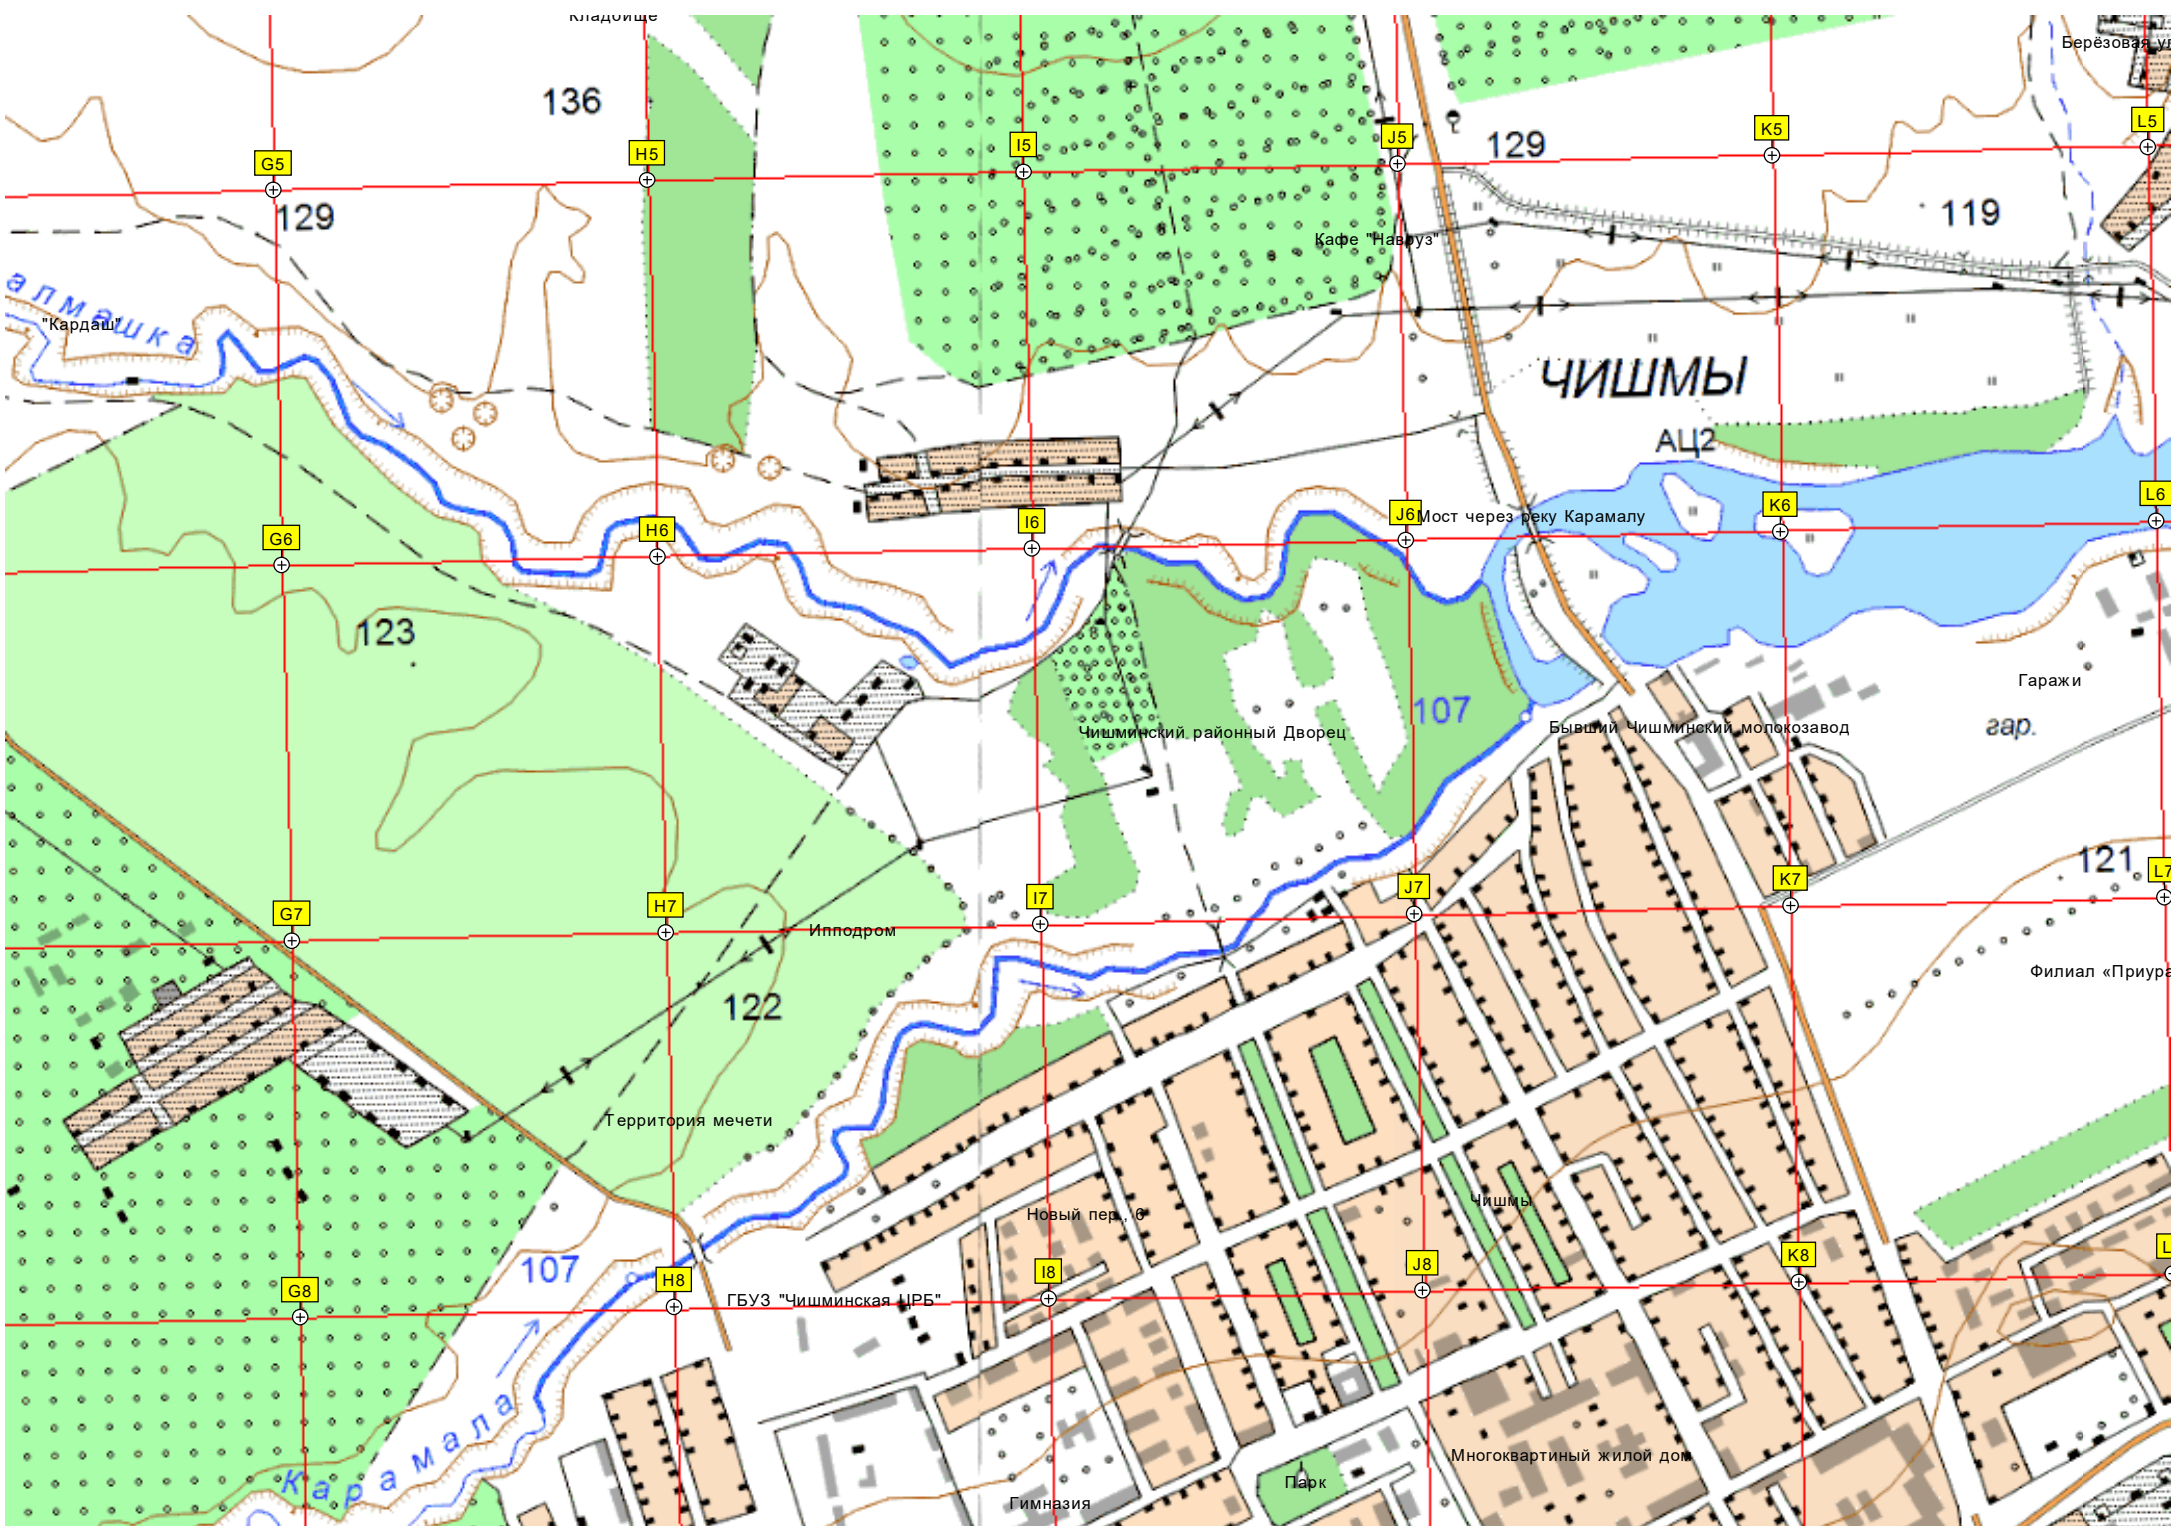 Кладбище
Берёзовая ул
136
129
G5
H5
I5
J5
K5
L5
129
119
Кафе "Навруз"
алмашка
"Кардаш"
ЧИШМЫ
АЦ2
G6
H6
I6
J6
K6
L6
Мост через реку Карамалу
123
Гаражи
107
Чишминский районный Дворец
Бывший Чишминский молокозавод
гар.
121
G7
H7
I7
J7
K7
L7
Ипподром
Филиал «Приура
122
Территория мечети
Чишмы
Новый пер., 6
107
G8
H8
I8
J8
K8
L
ГБУЗ "Чишминская ЦРБ"
Карамала
Многоквартиный жилой дом
Парк
Гимназия